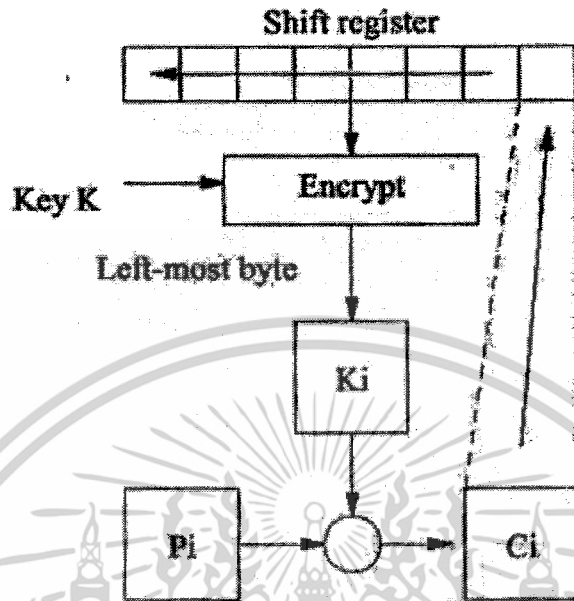 Shift register
Encrypt
Key K
Left-most byte
Ki
Pi
Ci